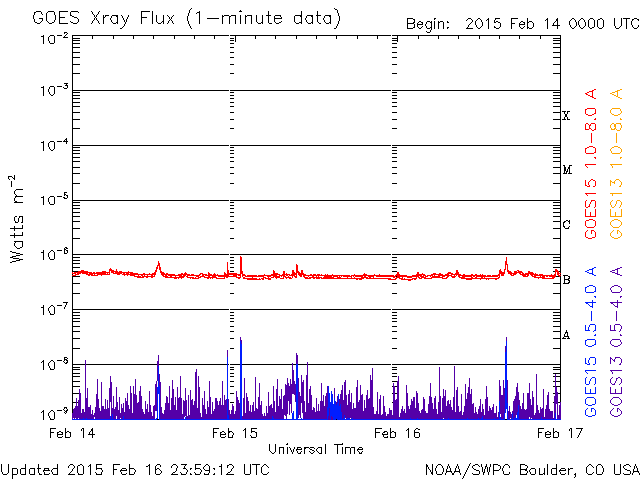 GOES Xray Flux (1-minute data)
Begin: 2015 Feb 14 0000 UTC
10-2
10-3
10-4
10-5
10-6
10-7
10-8
10-9
Watts m-2
X
M
C
B
A
GOES15 1.0-8.0 A
GOES13 1.0-8.0 A
GOES15 0.5-4.0 A
GOES13 0.5-4.0 A
Feb 14 Feb 15 Feb 16 Feb 17
Universal Time
Updated 2015 Feb 16 23:59:12 UTC
NOAA/SWPC Boulder, CO USA